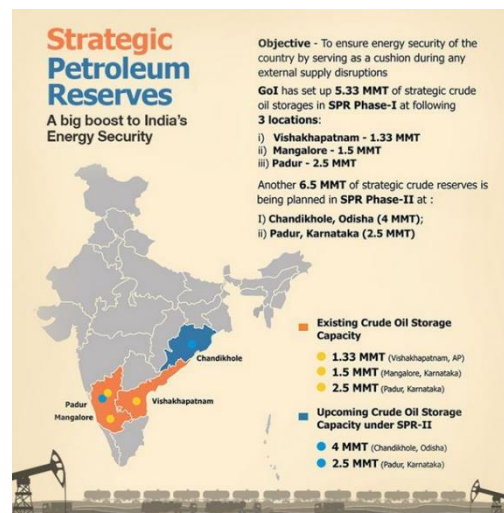 Strategic
Petroleum
Reserves
A big boost to India's
Energy Security
Objective - To ensure energy security of the
country by serving as a cushion during any
external supply disruptions
GoI has set up 5.33 MMT of strategic crude
oil storages in SPR Phase-I at following
3 locations:
i) Vishakhapatnam - 1.33 MMT
ii) Mangalore - 1.5 MMT
iii) Padur - 2.5 MMT
Another 6.5 MMT of strategic crude reserves is
being planned in SPR Phase-II at :
I) Chandikhole, Odisha (4 MMT);
ii) Padur, Karnataka (2.5 MMT)
Chandikhole
Padur
Mangalore
Vishakhapatnam
Existing Crude Oil Storage
Capacity
1.33 MMT (Vishakhapatnam, AP)
1.5 MMT (Mangalore, Karntaka)
2.5 MMT (Padur, Karnataka)
Upcoming Crude Oil Storage
Capacity under SPR-II
4 MMT (Chandikhole, Odisha)
2.5 MMT (Padur, Karnataka)